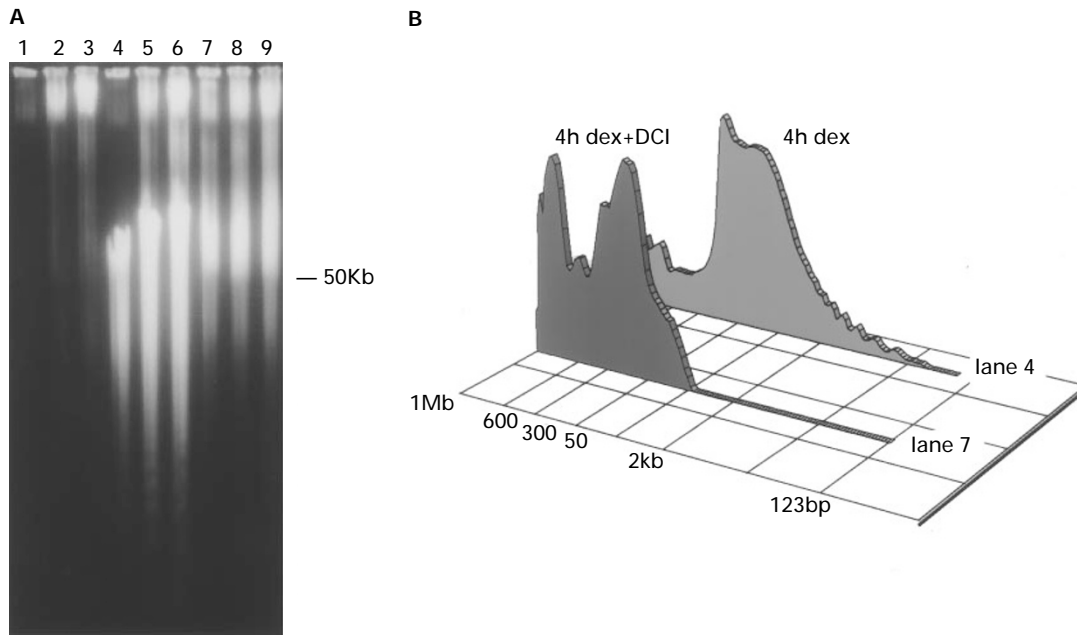 A
1 2 3 4 5 6 7 8 9
— 50Kb
B
4h dex+DCI
4h dex
lane 4
lane 7
1Mb
600
300
50
2kb
123bp